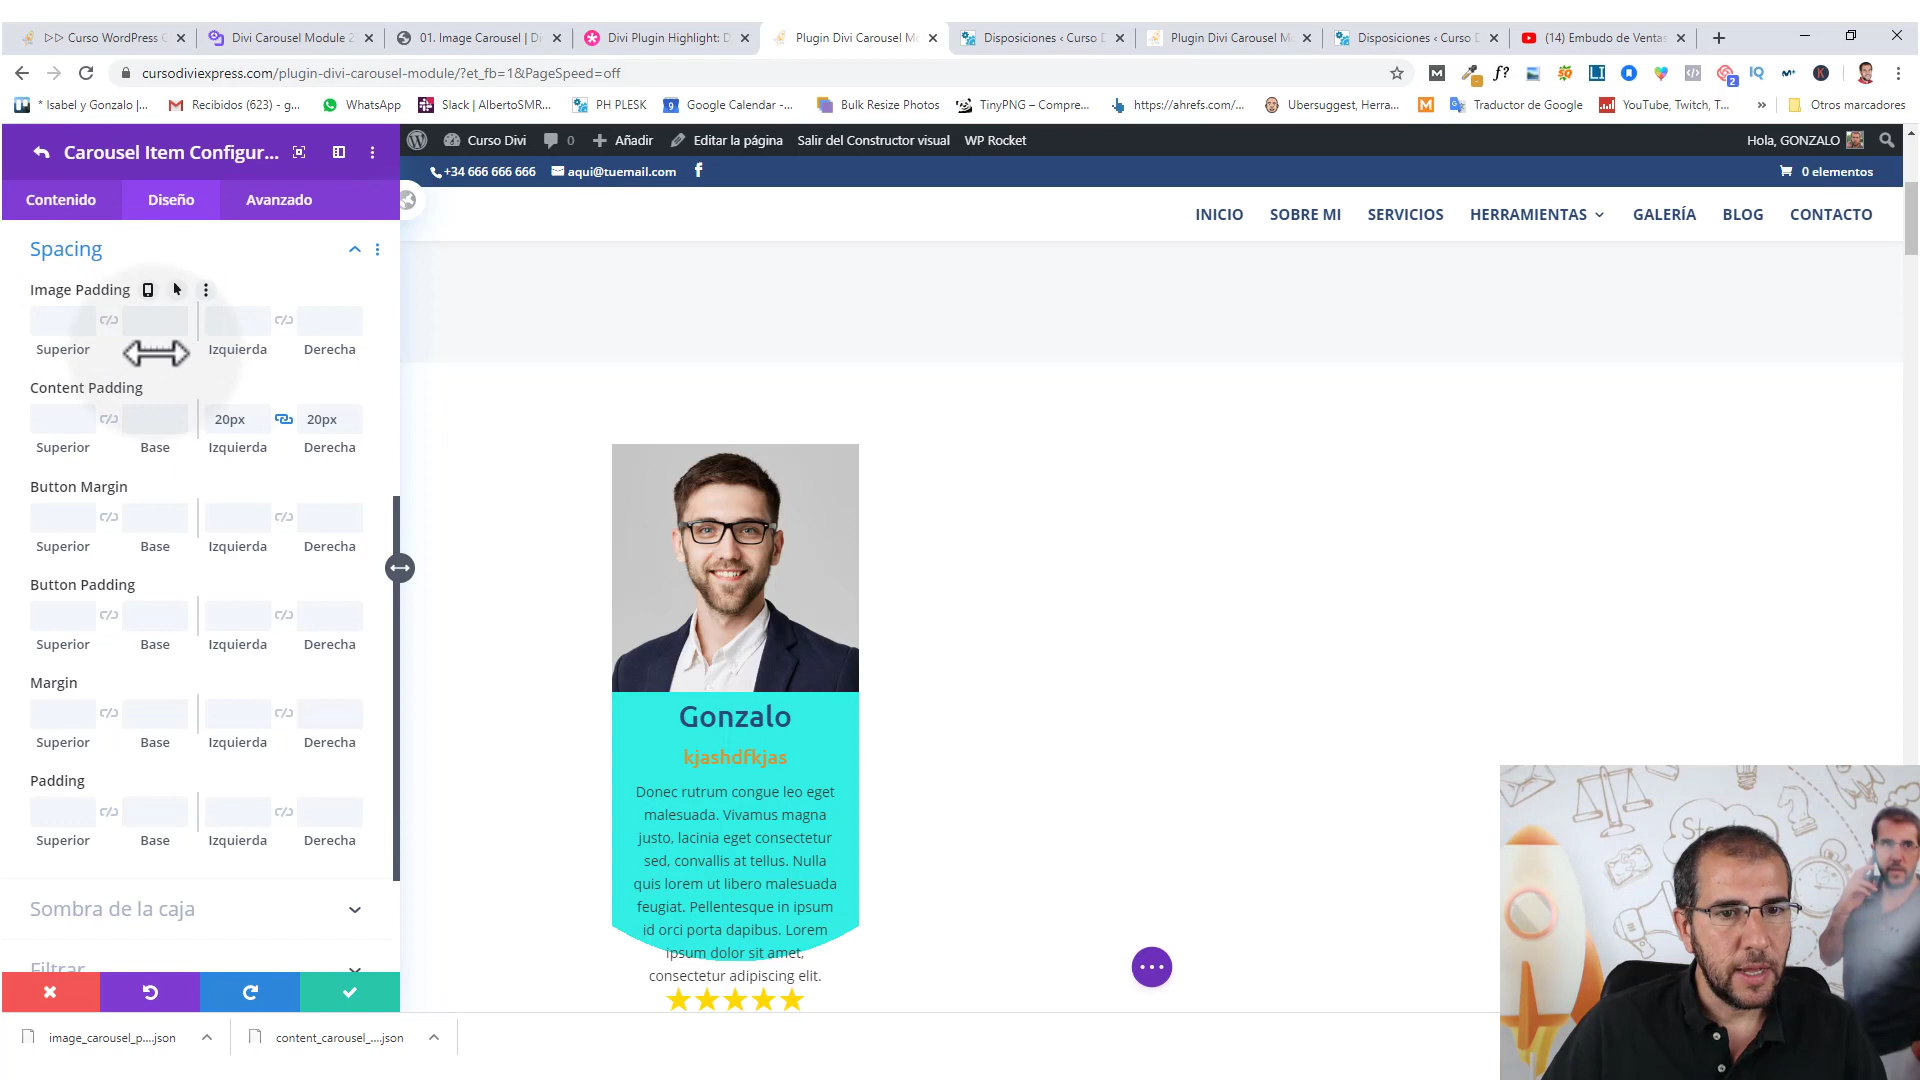 ▷▷ Curso WordPress G
Divi Carousel Module 2
01. Image Carousel | Di
Divi Plugin Highlight: D
Plugin Divi Carousel Mo
Disposiciones ‹ Curso D
Plugin Divi Carousel Mo
Disposiciones ‹ Curso D
(14) Embudo de Ventas
cursodiviexpress.com/plugin-divi-carousel-module/?et_fb=1&PageSpeed=off
* Isabel y Gonzalo |...
Recibidos (623) - g...
WhatsApp
Slack | AlbertoSMR...
PH PLESK
Google Calendar -...
Bulk Resize Photos
TinyPNG – Compre...
https://ahrefs.com/...
Ubersuggest, Herra...
Traductor de Google
YouTube, Twitch, T...
»
Otros marcadores
Carousel Item Configur...
Curso Divi
0
Añadir
Editar la página
Salir del Constructor visual
WP Rocket
Hola, GONZALO
+34 666 666 666
aqui@tuemail.com
0 elementos
Contenido
Diseño
Avanzado
INICIO
SOBRE MI
SERVICIOS
HERRAMIENTAS
GALERÍA
BLOG
CONTACTO
Spacing
Image Padding
Superior
Izquierda
Derecha
Content Padding
20px
20px
Superior
Base
Izquierda
Derecha
Button Margin
Superior
Base
Izquierda
Derecha
Button Padding
Superior
Base
Izquierda
Derecha
Margin
Superior
Base
Izquierda
Derecha
Padding
Superior
Base
Izquierda
Derecha
Sombra de la caja
Filtrar
Gonzalo
kjashdfkjas
Donec rutrum congue leo eget
malesuada. Vivamus magna
justo, lacinia eget consectetur
sed, convallis at tellus. Nulla
quis lorem ut libero malesuada
feugiat. Pellentesque in ipsum
id orci porta dapibus. Lorem
ipsum dolor sit amet,
consectetur adipiscing elit.
image_carousel_p....json
content_carousel_....json